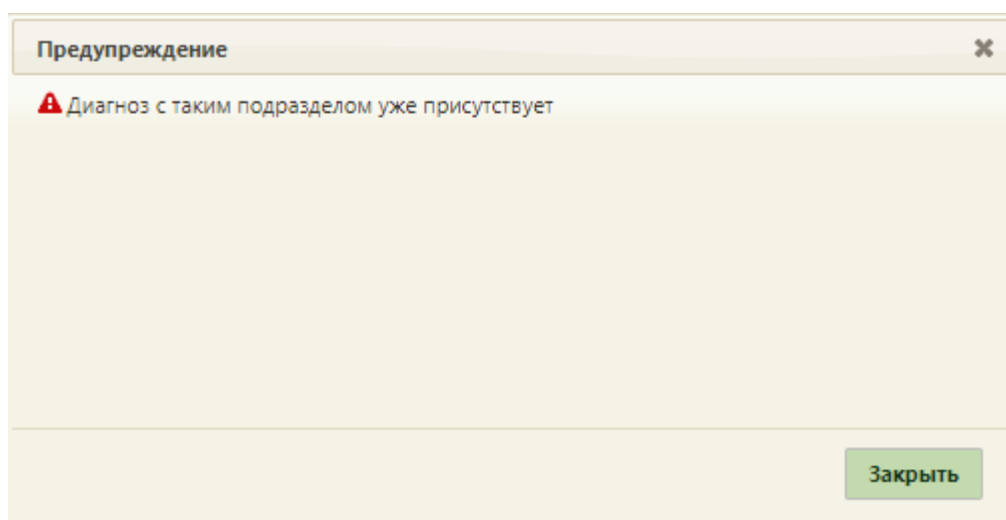 Предупреждение
Диагноз с таким подразделом уже присутствует
Закрыть